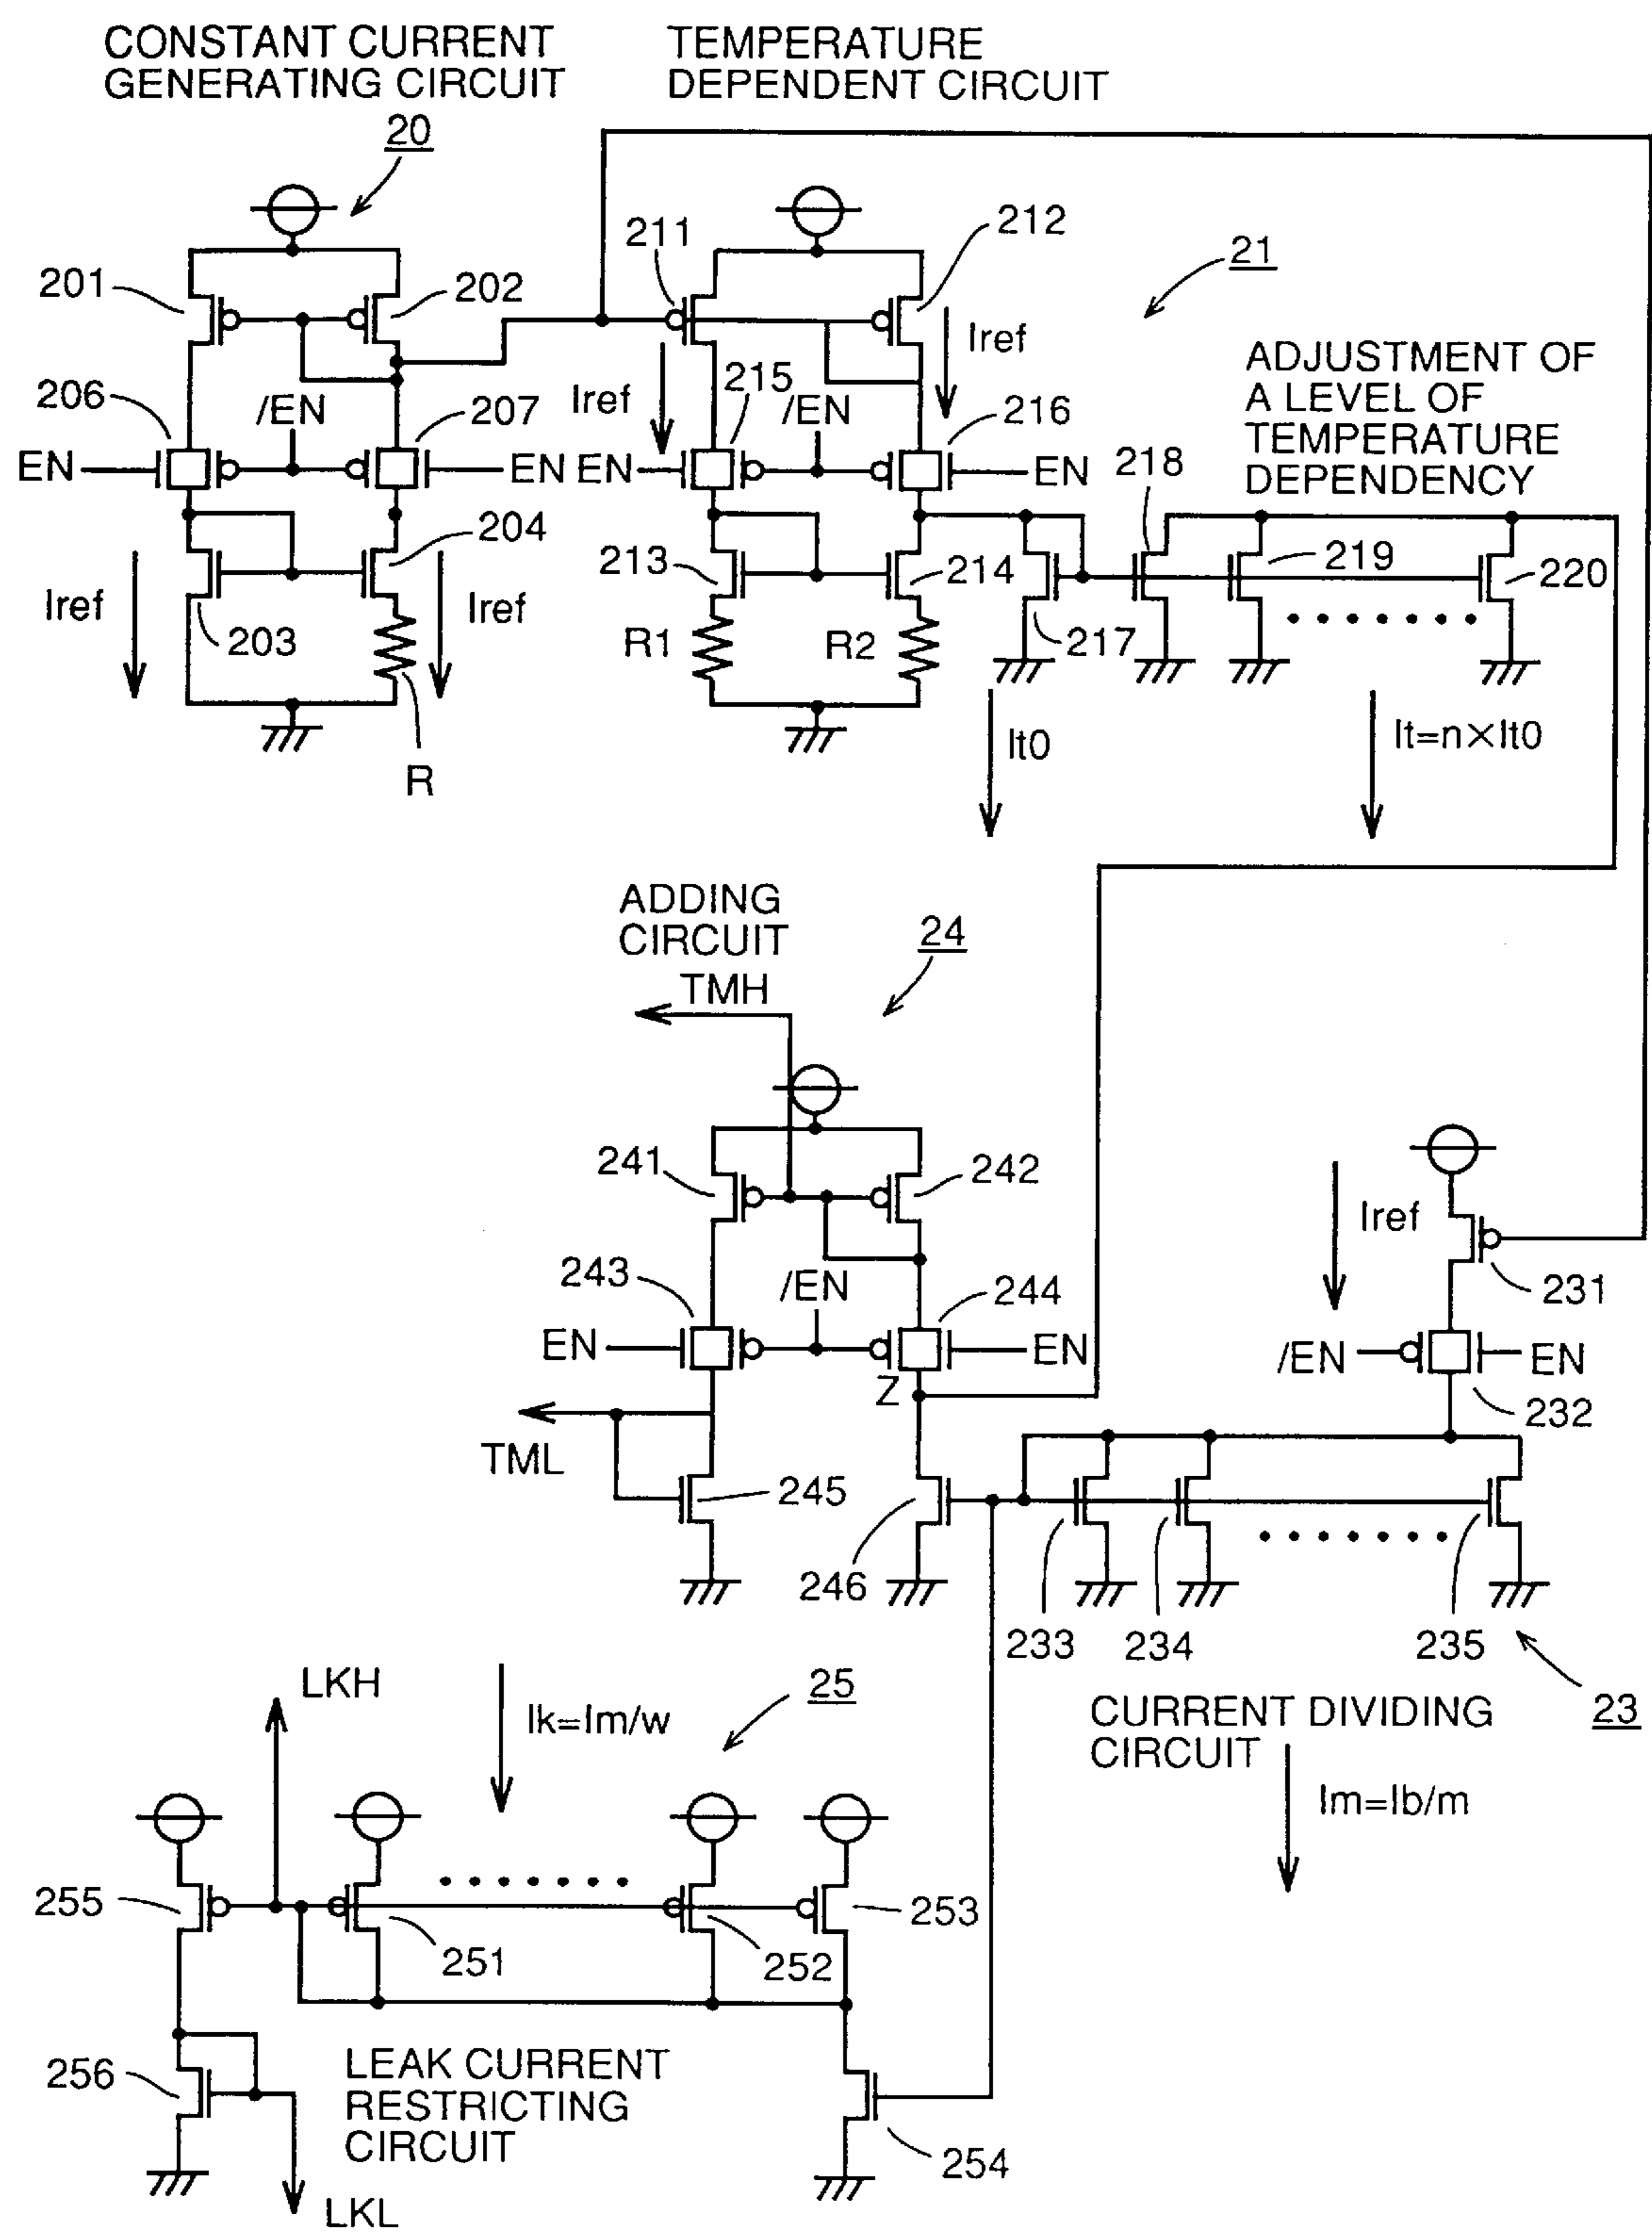 CONSTANT CURRENT
GENERATING CIRCUIT
20
TEMPERATURE
DEPENDENT CIRCUIT
201
202
206
/EN
207
EN
EN
203
204
Iref
Iref
R
211
212
21
Iref
Iref
215
/EN
216
EN
EN
213
214
R1
R2
217
218
219
220
ADJUSTMENT OF
A LEVEL OF
TEMPERATURE
DEPENDENCY
It0
It=n×It0
ADDING
CIRCUIT
24
TMH
241
242
243
/EN
244
EN
EN
Z
TML
245
246
Iref
231
/EN
EN
232
233
234
235
23
CURRENT DIVIDING
CIRCUIT
Im=Ib/m
LKH
Ik=Im/w
25
255
251
252
253
256
LEAK CURRENT
RESTRICTING
CIRCUIT
254
LKL